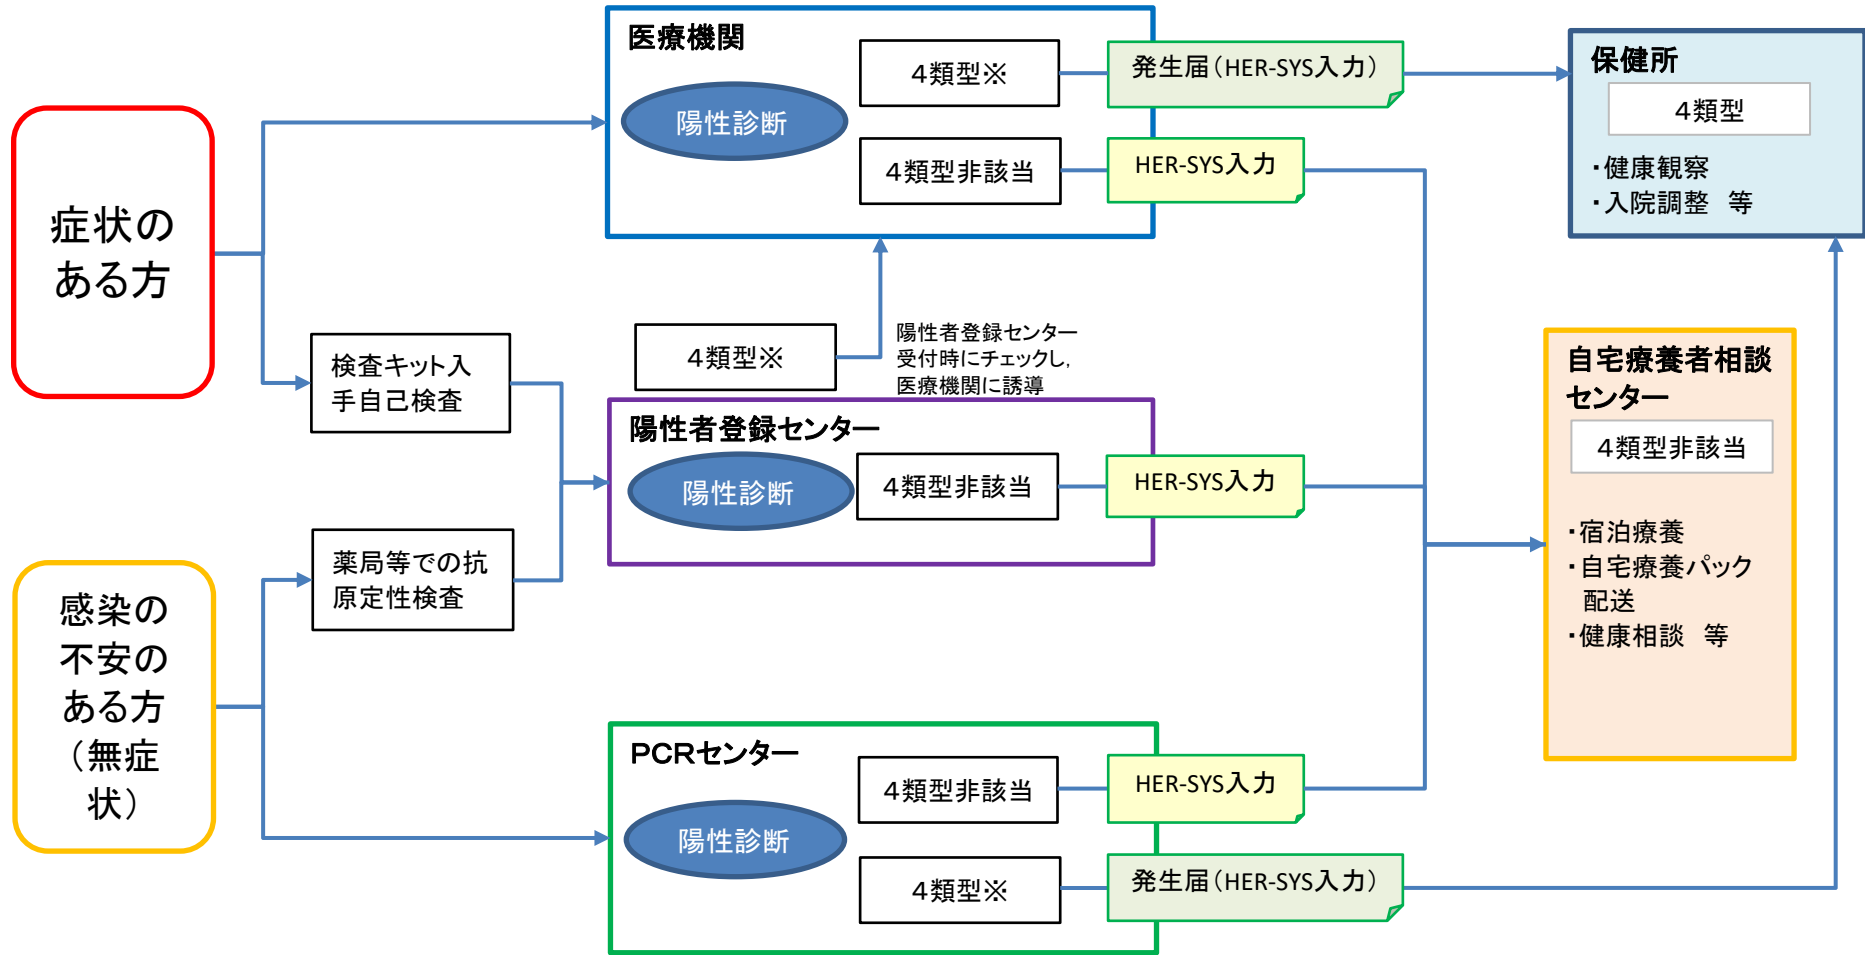 症状の
ある方
感染の
不安の
ある方
（無症
状）
検査キット入
手自己検査
薬局等での抗
原定性検査
医療機関
陽性診断
４類型※
発生届（HER-SYS入力）
４類型非該当
HER-SYS入力
４類型※
陽性者登録センター
受付時にチェックし，
医療機関に誘導
陽性者登録センター
陽性診断
４類型非該当
HER-SYS入力
PCRセンター
陽性診断
４類型非該当
HER-SYS入力
４類型※
発生届（HER-SYS入力）
保健所
４類型
・健康観察
・入院調整　等
自宅療養者相談
センター
４類型非該当
・宿泊療養
・自宅療養パック
配送
・健康相談　等